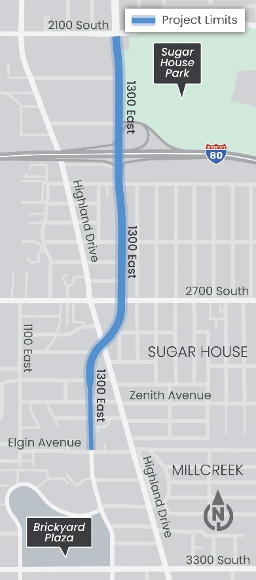 2100 South
Project Limits
Sugar
House
Park
1300 East
80
Highland Drive
1300 East
2700 South
1100 East
SUGAR HOUSE
1300 East
Zenith Avenue
Elgin Avenue
Highland Drive
MILLCREEK
N
Brickyard
Plaza
3300 South